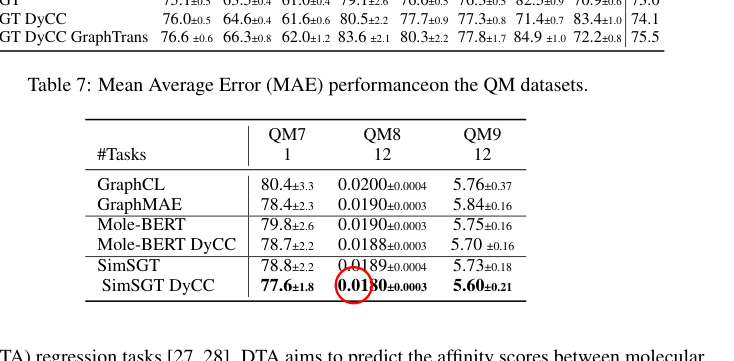 GT DyCC 76.0±0.5 64.6±0.4 61.6±0.6 80.5±2.2 77.7±0.9 77.3±0.8 71.4±0.7 83.4±1.0 74.1
GT DyCC GraphTrans 76.6 ±0.6 66.3±0.8 62.0±1.2 83.6 ±2.1 80.3±2.2 77.8±1.7 84.9 ±1.0 72.2±0.8 75.5
Table 7: Mean Average Error (MAE) performanceon the QM datasets.
QM7 QM8 QM9
#Tasks 1 12 12
GraphCL 80.4±3.3 0.0200±0.0004 5.76±0.37
GraphMAE 78.4±2.3 0.0190±0.0003 5.84±0.16
Mole-BERT 79.8±2.6 0.0190±0.0003 5.75±0.16
Mole-BERT DyCC 78.7±2.2 0.0188±0.0003 5.70 ±0.16
SimSGT 78.8±2.2 0.0189±0.0004 5.73±0.18
SimSGT DyCC 77.6±1.8 0.0180±0.0003 5.60±0.21
TA) regression tasks [27, 28]. DTA aims to predict the affinity scores between molecular